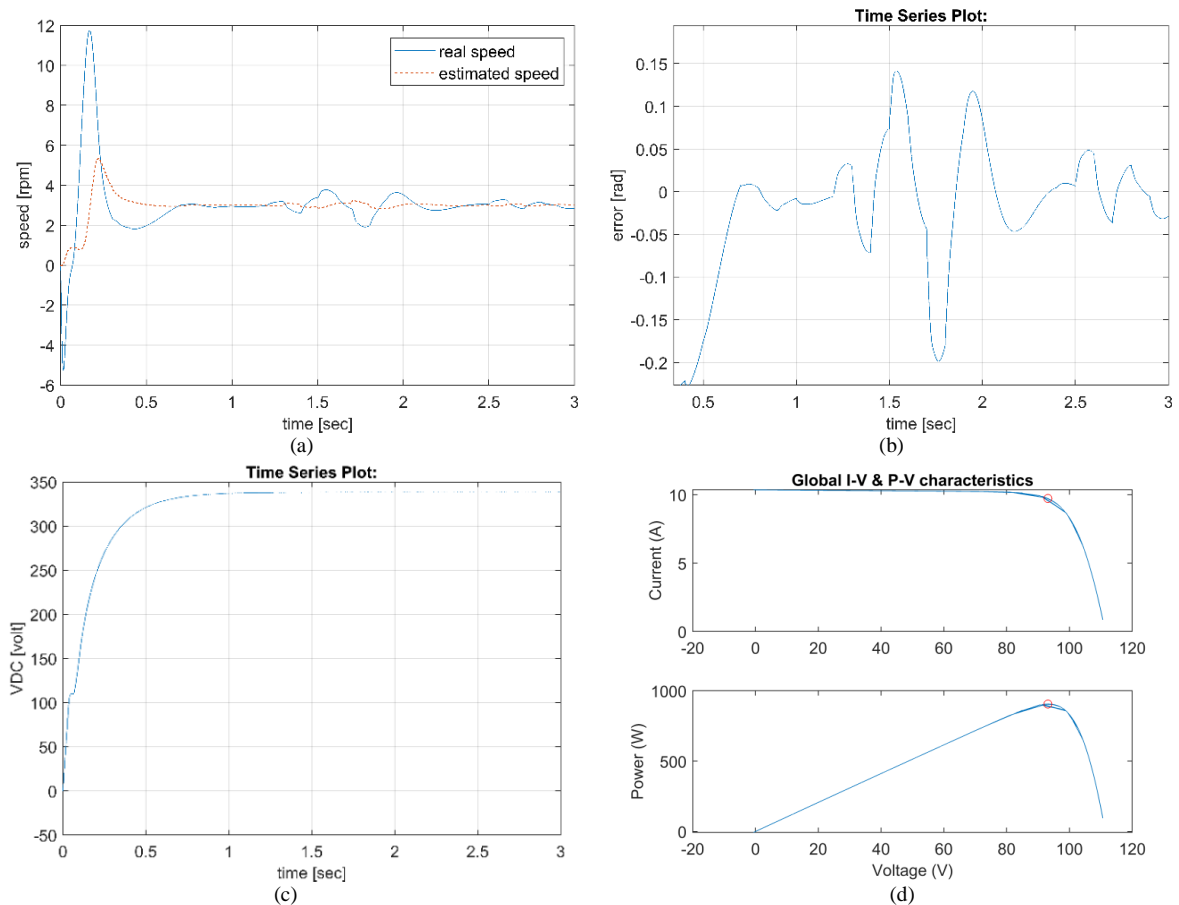 12
10
8
6
4
2
0
-2
-4
-6
speed [rpm]
real speed
estimated speed
0 0.5 1 1.5 2 2.5 3
time [sec]
(a)
Time Series Plot:
0.15
0.1
0.05
0
-0.05
-0.1
-0.15
-0.2
error [rad]
0.5 1 1.5 2 2.5 3
time [sec]
(b)
Time Series Plot:
350
300
250
200
150
100
50
0
-50
VDC [volt]
0 0.5 1 1.5 2 2.5 3
time [sec]
(c)
Global I-V & P-V characteristics
10
5
0
Current (A)
-20 0 20 40 60 80 100 120
1000
500
0
Power (W)
-20 0 20 40 60 80 100 120
Voltage (V)
(d)